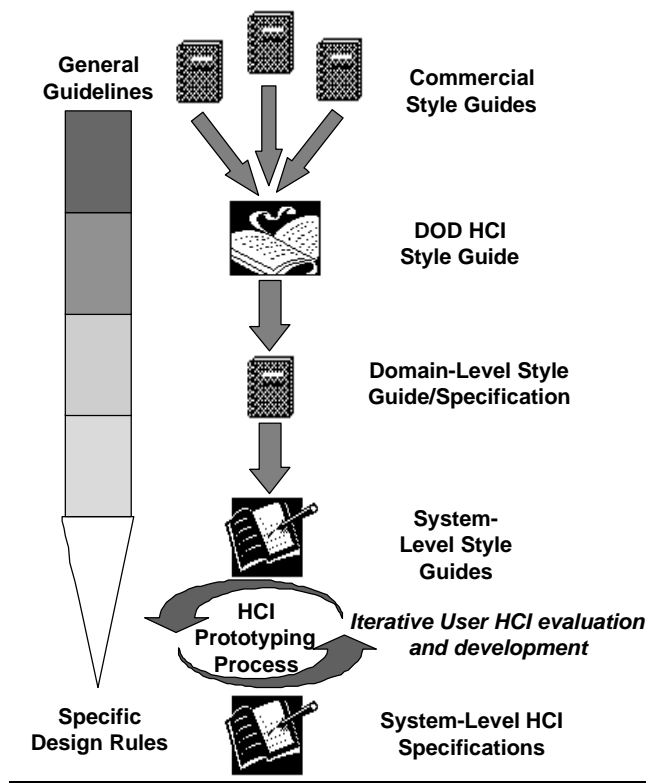 General
Guidelines
Commercial
Style Guides
DOD HCI
Style Guide
Domain-Level Style
Guide/Specification
System-
Level Style
Guides
HCI
Prototyping
Process
Iterative User HCI evaluation
and development
Specific
Design Rules
System-Level HCI
Specifications